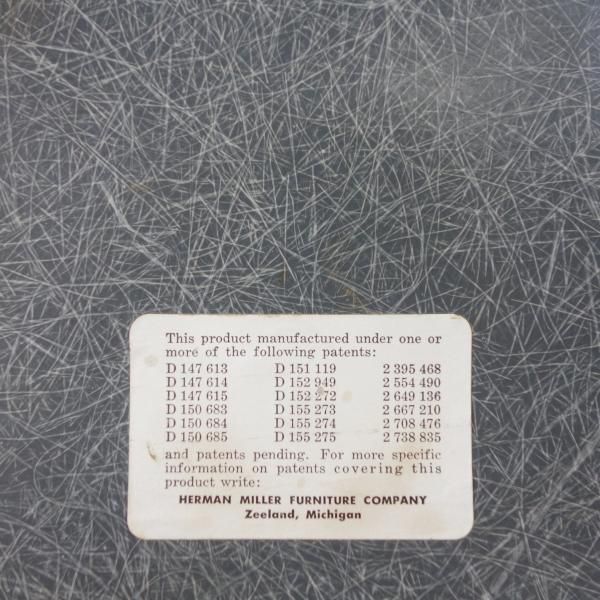 This product manufactured under one or
more of the following patents:
D 147 613 D 151 119 2 395 468
D 147 614 D 152 949 2 554 490
D 147 615 D 152 272 2 649 136
D 150 683 D 155 273 2 667 210
D 150 684 D 155 274 2 708 476
D 150 685 D 155 275 2 738 835
and patents pending. For more specific
information on patents covering this
product write:
HERMAN MILLER FURNITURE COMPANY
Zeeland, Michigan